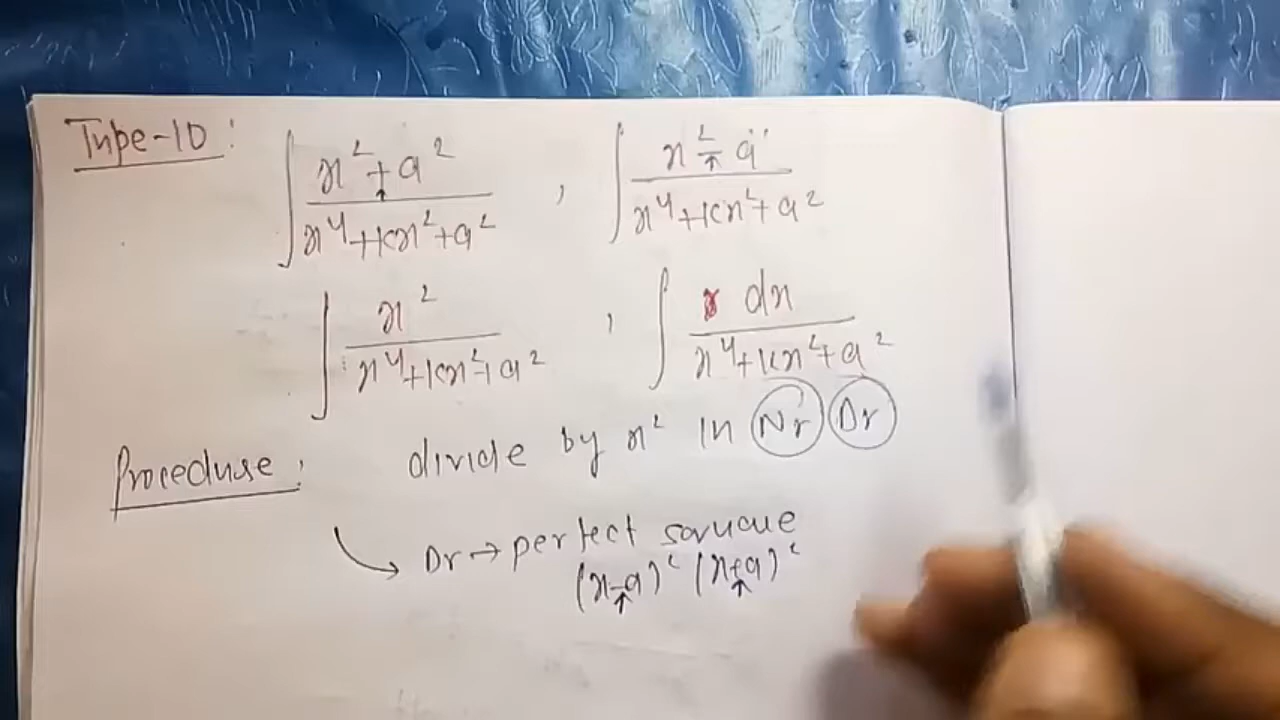 Type-10: ∫ x²+a² / x⁴+kx²+a² , ∫ x²-a² / x⁴+kx²+a²
∫ x² / x⁴+kx²+a² , ∫ dx / x⁴+kx²+a²
Procedure: divide by x² in Nr Dr
↘ Dr → perfect square
(x-a)² (x+a)²